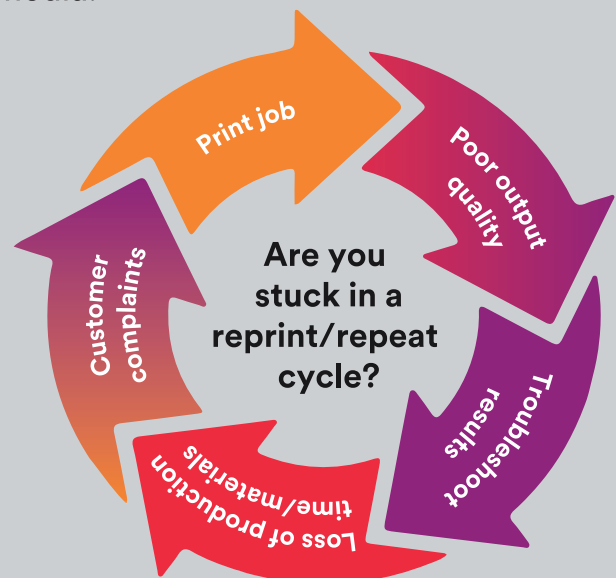 Print job
Poor output
quality
Troubleshoot
results
Loss of production
time/materials
Customer
complaints
Are you
stuck in a
reprint/repeat
cycle?